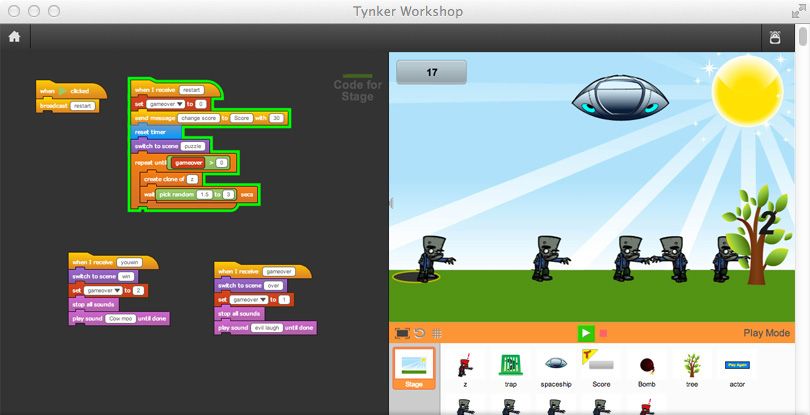 Tynker Workshop
Code for
Stage
when clicked
broadcast restart
when I receive restart
set gameover to 0
send message change score to Score with 30
reset timer
switch to scene puzzle
repeat until gameover > 0
create clone of z
wait pick random 1.5 to 3 secs
when I receive youwin
switch to scene win
set gameover to 2
stop all sounds
play sound Cow moo until done
when I receive gameover
switch to scene over
set gameover to 1
stop all sounds
play sound evil laugh until done
17
2
Play Mode
Stage
z
trap
spaceship
Score
Bomb
tree
actor
Play Again